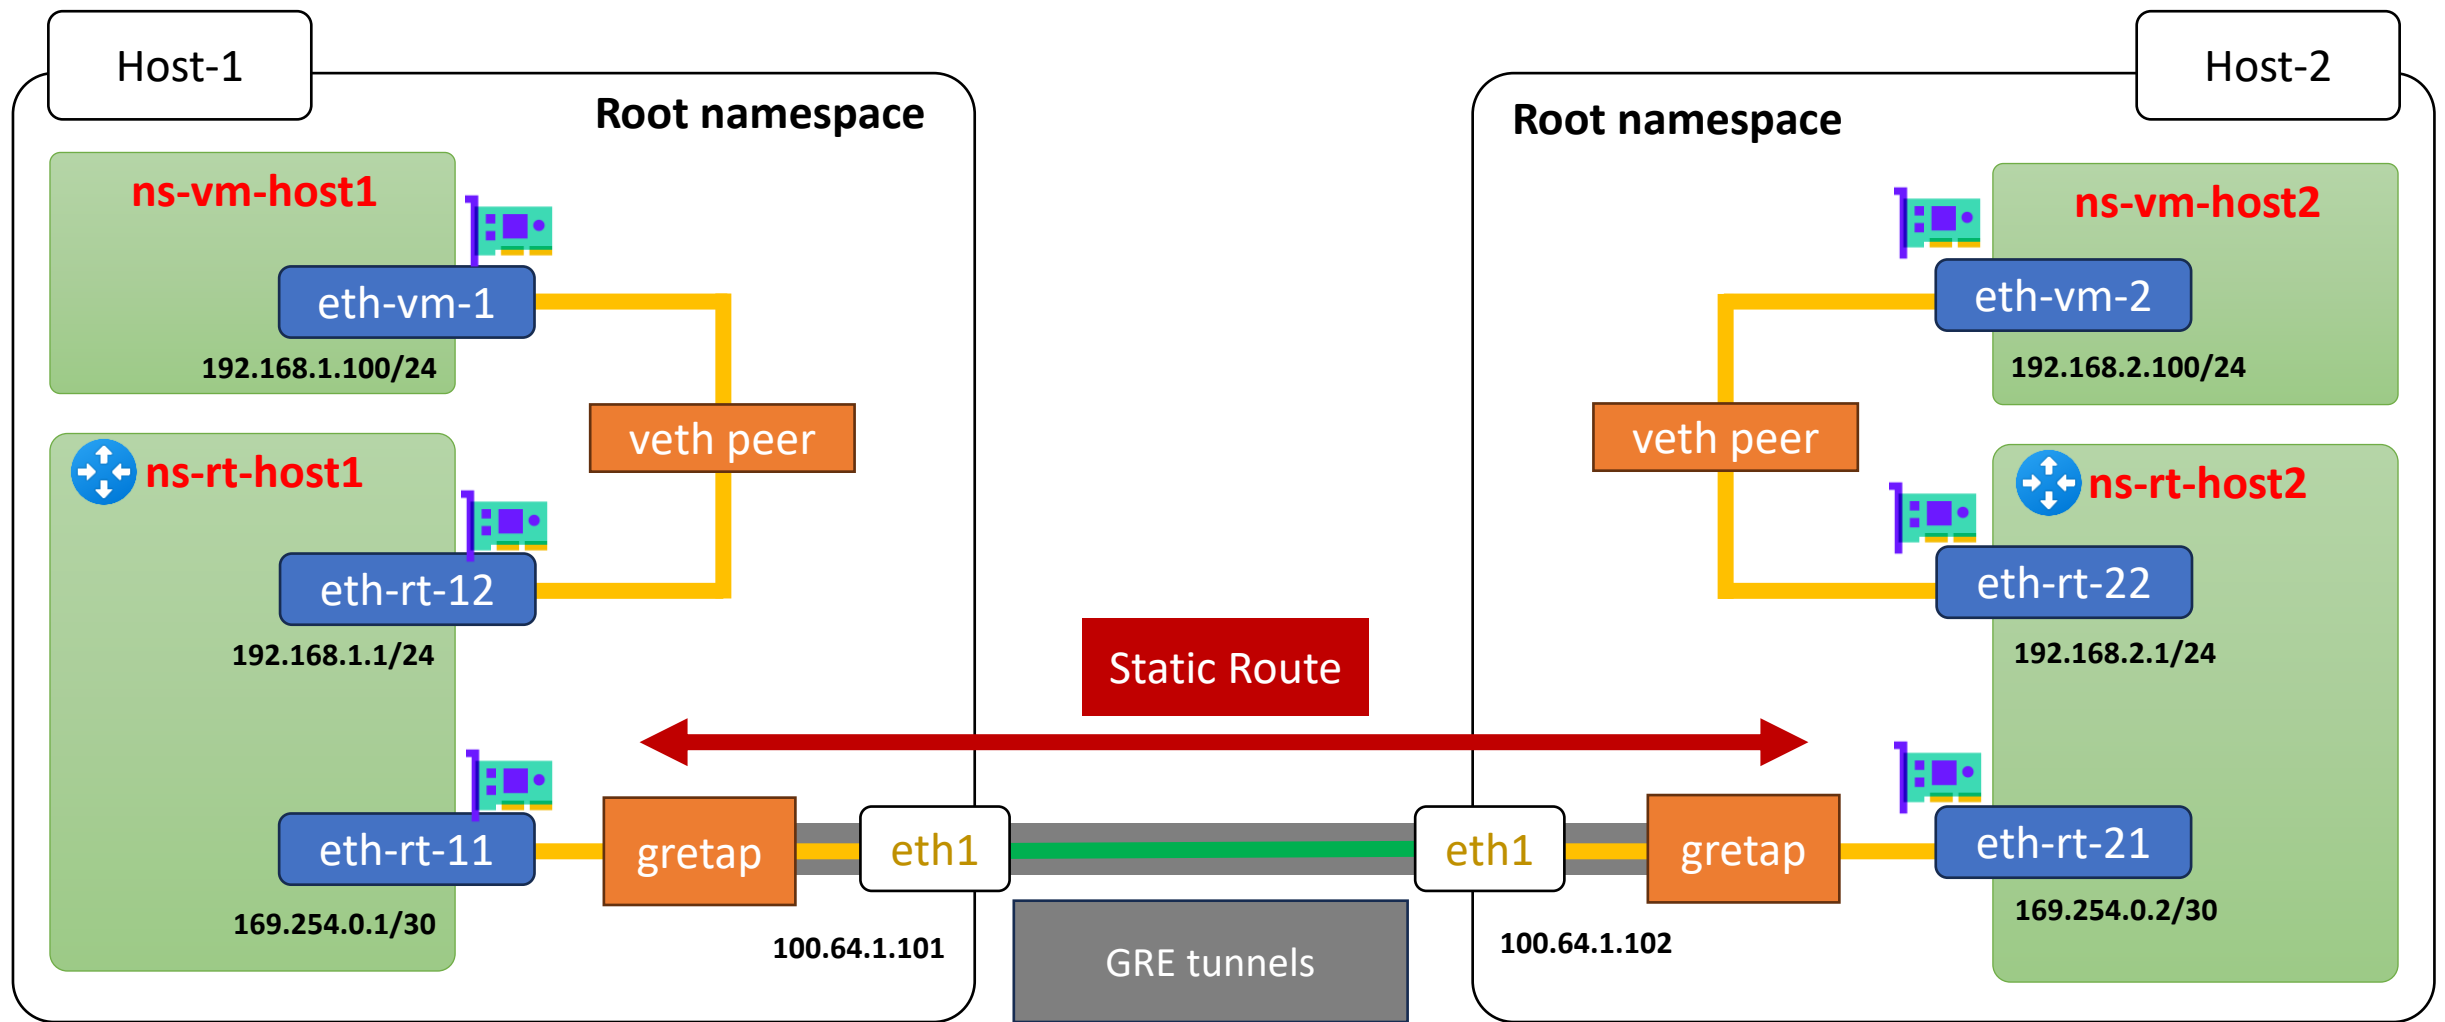 Host-1
Root namespace
ns-vm-host1
eth-vm-1
192.168.1.100/24
veth peer
ns-rt-host1
eth-rt-12
192.168.1.1/24
eth-rt-11
169.254.0.1/30
gretap
eth1
100.64.1.101
Static Route
GRE tunnels
Host-2
Root namespace
ns-vm-host2
eth-vm-2
192.168.2.100/24
veth peer
ns-rt-host2
eth-rt-22
192.168.2.1/24
eth1
gretap
eth-rt-21
169.254.0.2/30
100.64.1.102